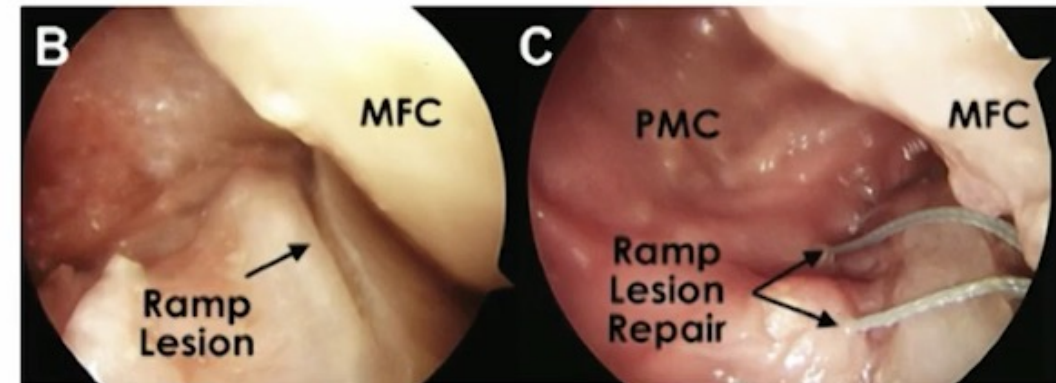 B
MFC
Ramp
Lesion
C
PMC
MFC
Ramp
Lesion
Repair